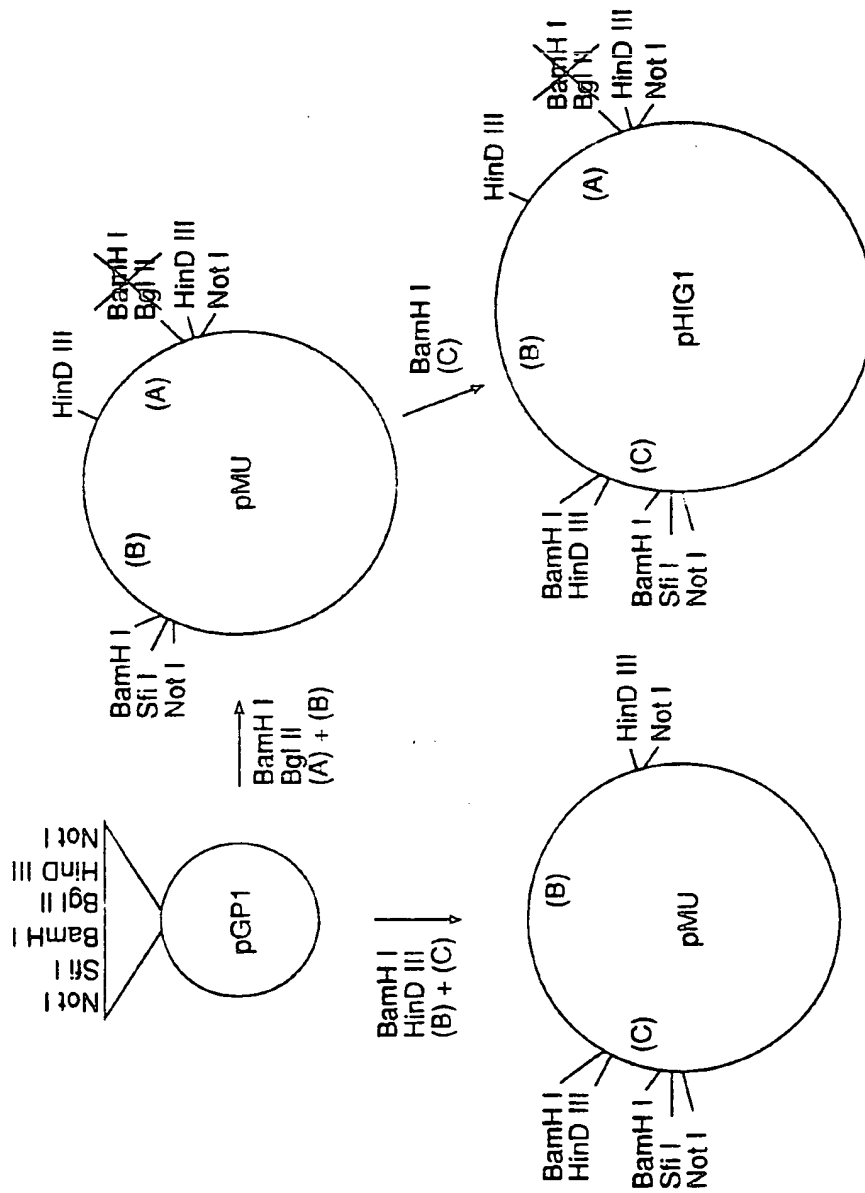 Not I
Sfi I
BamH I
Bgl II
HinD III
Not I
pGP1
BamH I
Bgl II
(A) + (B)
BamH I
Sfi I
Not I
(B)
pMU
(A)
HinD III
BamH I
Bgl II
HinD III
Not I
BamH I
HinD III
(B) + (C)
BamH I
(C)
BamH I
HinD III
(C)
BamH I
Sfi I
Not I
(B)
pMU
HinD III
Not I
BamH I
HinD III
(C)
BamH I
Sfi I
Not I
(B)
pHIG1
(A)
HinD III
BamH I
Bgl II
HinD III
Not I